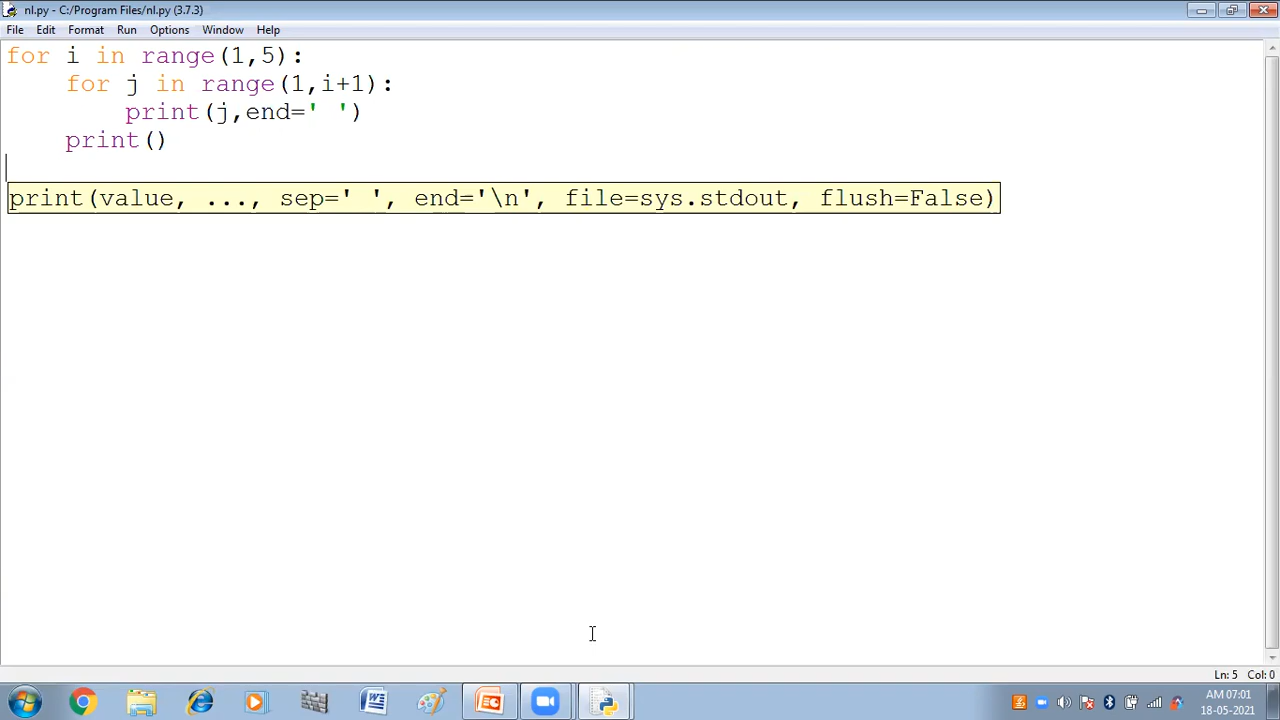 nl.py - C:/Program Files/nl.py (3.7.3)
File Edit Format Run Options Window Help
for i in range(1,5):
    for j in range(1,i+1):
        print(j,end=' ')
    print()
print(value, ..., sep=' ', end='\n', file=sys.stdout, flush=False)
Ln: 5 Col: 0
AM 07:01
18-05-2021